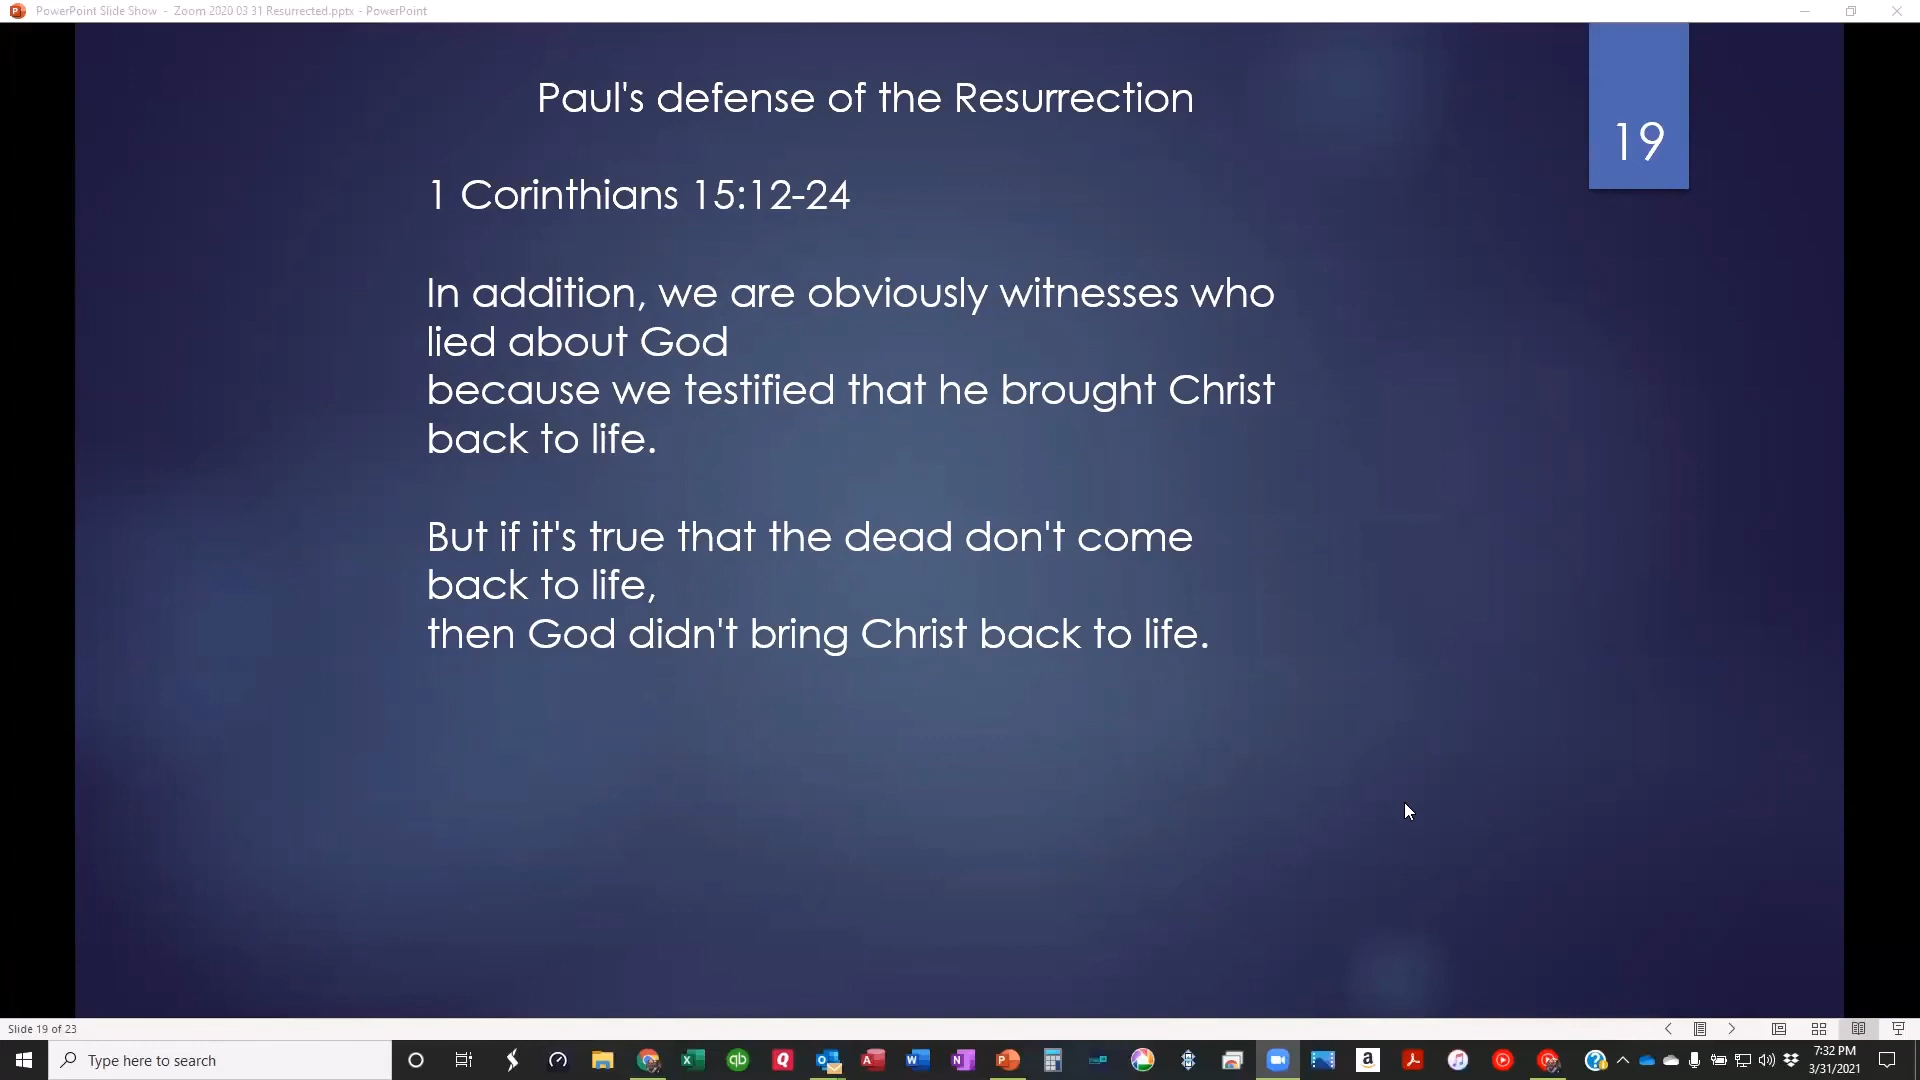 PowerPoint Slide Show - Zoom 2020 03 31 Resurrected.pptx - PowerPoint
Paul's defense of the Resurrection
19
1 Corinthians 15:12-24
In addition, we are obviously witnesses who
lied about God
because we testified that he brought Christ
back to life.
But if it's true that the dead don't come
back to life,
then God didn't bring Christ back to life.
Slide 19 of 23
Type here to search
7:32 PM
3/31/2021